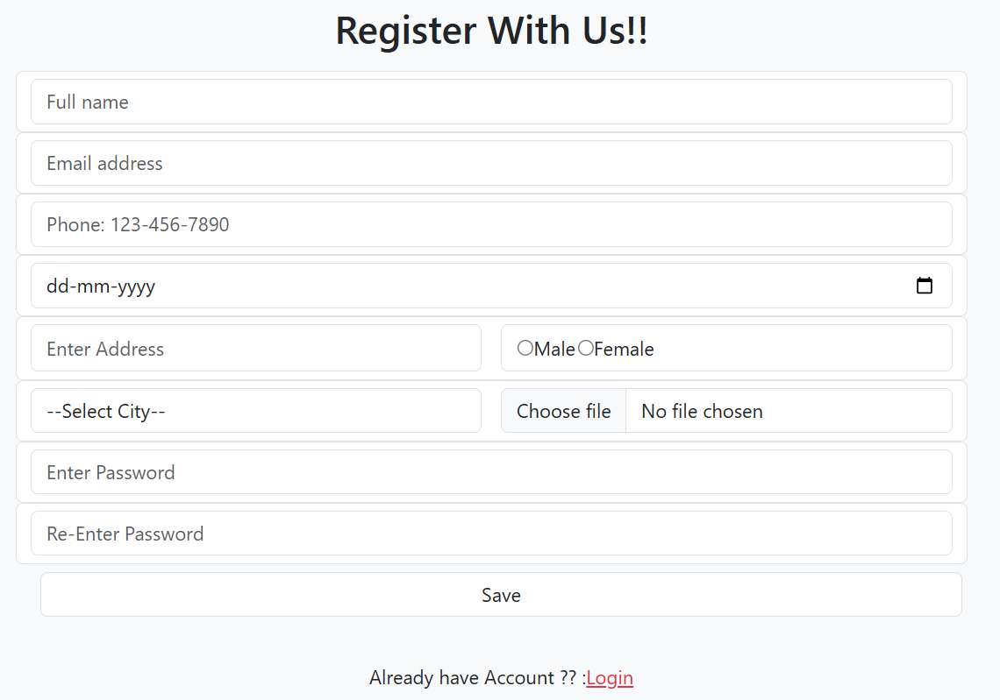 Register With Us!!
Full name
Email address
Phone: 123-456-7890
dd-mm-yyyy
Enter Address Male Female
--Select City-- Choose file No file chosen
Enter Password
Re-Enter Password
Save
Already have Account ?? :Login